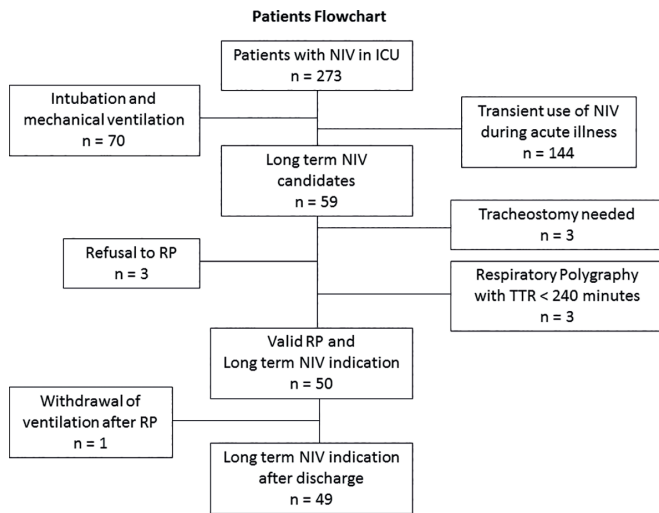 Patients Flowchart
Patients with NIV in ICU
n = 273
Intubation and
mechanical ventilation
n = 70
Transient use of NIV
during acute illness
n = 144
Long term NIV
candidates
n = 59
Tracheostomy needed
n = 3
Refusal to RP
n = 3
Respiratory Polygraphy
with TTR < 240 minutes
n = 3
Valid RP and
Long term NIV indication
n = 50
Withdrawal of
ventilation after RP
n = 1
Long term NIV indication
after discharge
n = 49